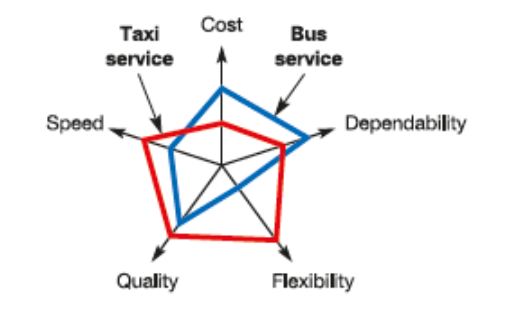 Cost
Taxi
service
Bus
service
Speed
Dependability
Quality
Flexibility